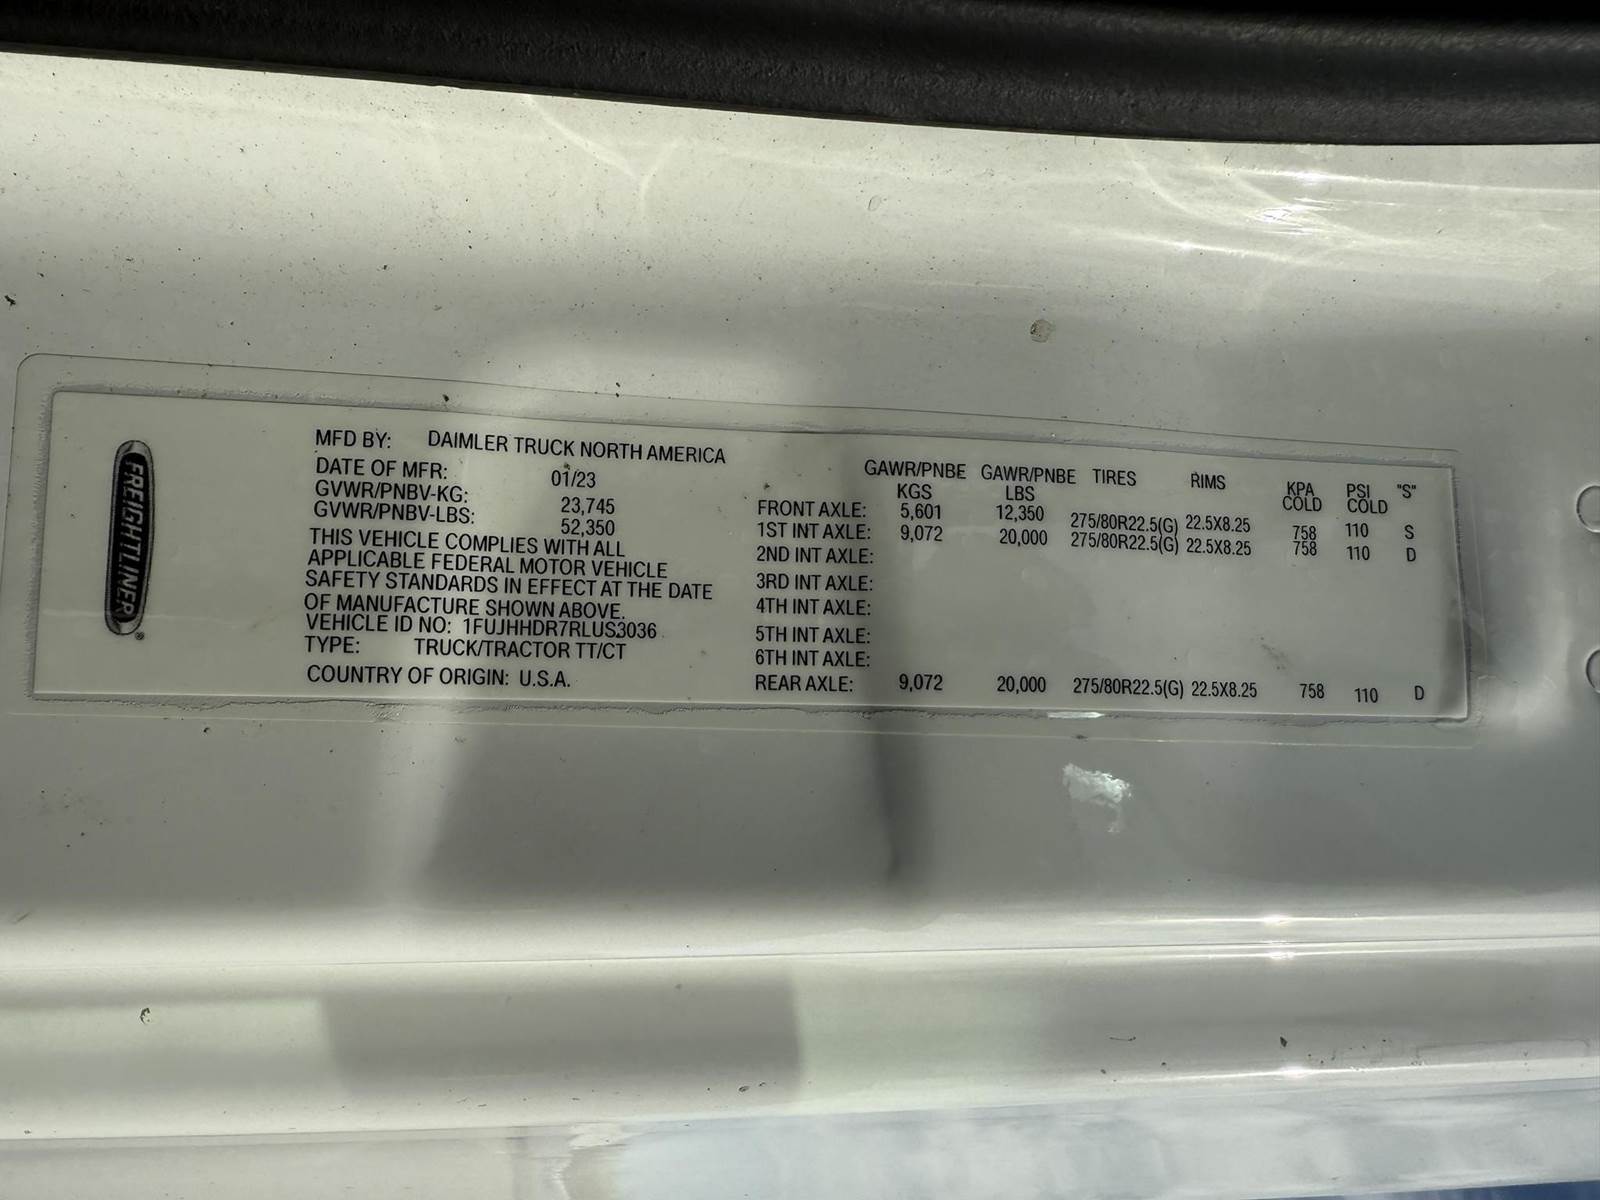 FREIGHTLINER®
MFD BY: DAIMLER TRUCK NORTH AMERICA
DATE OF MFR: 01/23
GVWR/PNBV-KG: 23,745
GVWR/PNBV-LBS: 52,350
THIS VEHICLE COMPLIES WITH ALL
APPLICABLE FEDERAL MOTOR VEHICLE
SAFETY STANDARDS IN EFFECT AT THE DATE
OF MANUFACTURE SHOWN ABOVE.
VEHICLE ID NO: 1FUJHHDR7RLUS3036
TYPE: TRUCK/TRACTOR TT/CT
COUNTRY OF ORIGIN: U.S.A.
GAWR/PNBE GAWR/PNBE TIRES RIMS KPA PSI "S"
KGS LBS COLD COLD
FRONT AXLE: 5,601 12,350 275/80R22.5(G) 22.5X8.25 758 110 S
1ST INT AXLE: 9,072 20,000 275/80R22.5(G) 22.5X8.25 758 110 D
2ND INT AXLE:
3RD INT AXLE:
4TH INT AXLE:
5TH INT AXLE:
6TH INT AXLE:
REAR AXLE: 9,072 20,000 275/80R22.5(G) 22.5X8.25 758 110 D